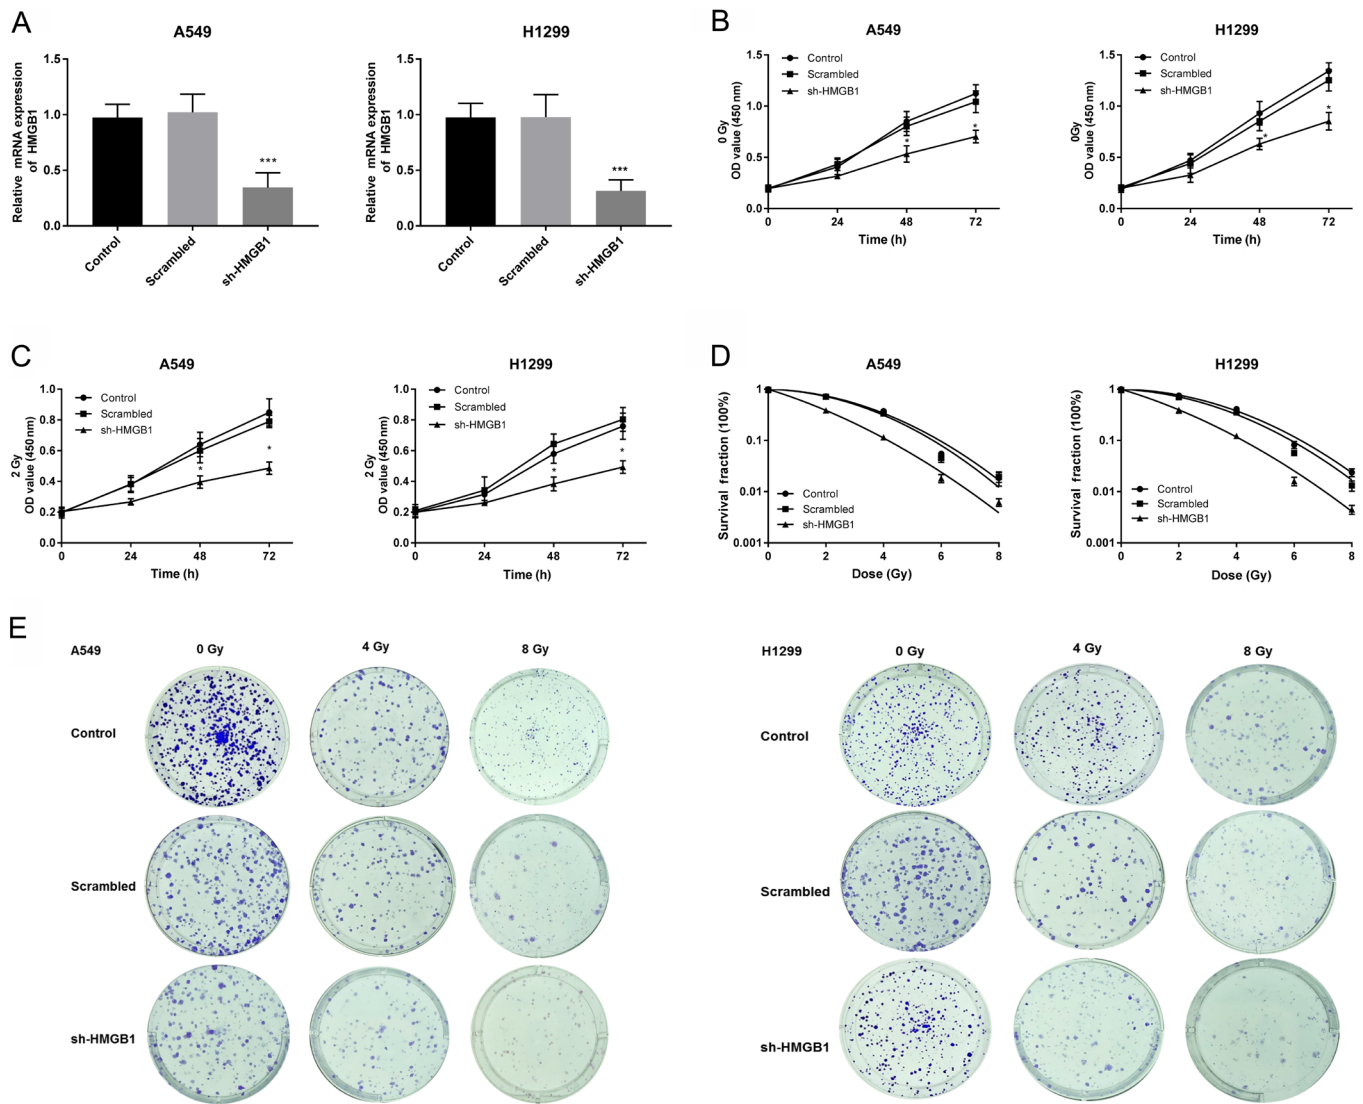 A
A549
Relative mRNA expression
of HMGB1
1.5
1.0
0.5
0.0
Control
Scrambled
sh-HMGB1
***
H1299
Relative mRNA expression
of HMGB1
1.5
1.0
0.5
0.0
Control
Scrambled
sh-HMGB1
***
B
A549
0 Gy
OD value (450 nm)
1.5
1.0
0.5
0.0
Control
Scrambled
sh-HMGB1
*
*
0
24
48
72
Time (h)
H1299
0Gy
OD value (450 nm)
1.5
1.0
0.5
0.0
Control
Scrambled
sh-HMGB1
*
*
0
24
48
72
Time (h)
C
A549
2 Gy
OD value (450 nm)
1.0
0.8
0.6
0.4
0.2
0.0
Control
Scrambled
sh-HMGB1
*
*
0
24
48
72
Time (h)
H1299
2 Gy
OD value (450 nm)
1.0
0.8
0.6
0.4
0.2
0.0
Control
Scrambled
sh-HMGB1
*
*
0
24
48
72
Time (h)
D
A549
Survival fraction (100%)
1
0.1
0.01
0.001
Control
Scrambled
sh-HMGB1
0
2
4
6
8
Dose (Gy)
H1299
Survival fraction (100%)
1
0.1
0.01
0.001
Control
Scrambled
sh-HMGB1
0
2
4
6
8
Dose (Gy)
E
A549
0 Gy
4 Gy
8 Gy
Control
Scrambled
sh-HMGB1
H1299
0 Gy
4 Gy
8 Gy
Control
Scrambled
sh-HMGB1